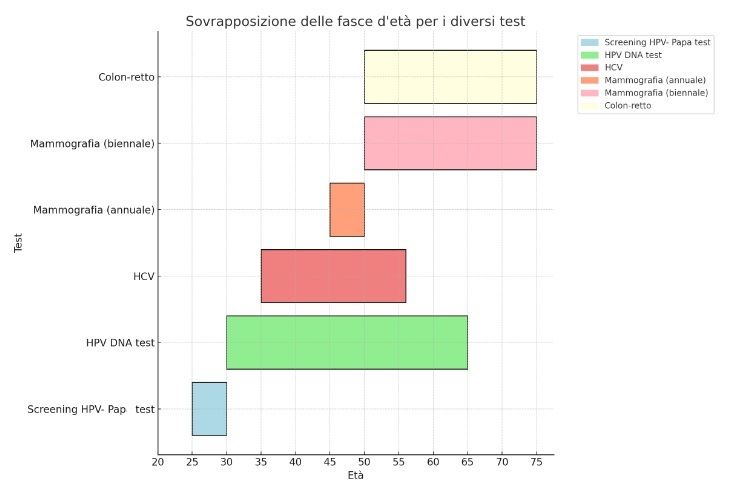 Sovrapposizione delle fasce d'età per i diversi test
Screening HPV- Papa test
HPV DNA test
HCV
Mammografia (annuale)
Mammografia (biennale)
Colon-retto
Colon-retto
Mammografia (biennale)
Mammografia (annuale)
HCV
HPV DNA test
Screening HPV- Pap test
Test
20 25 30 35 40 45 50 55 60 65 70 75
Età